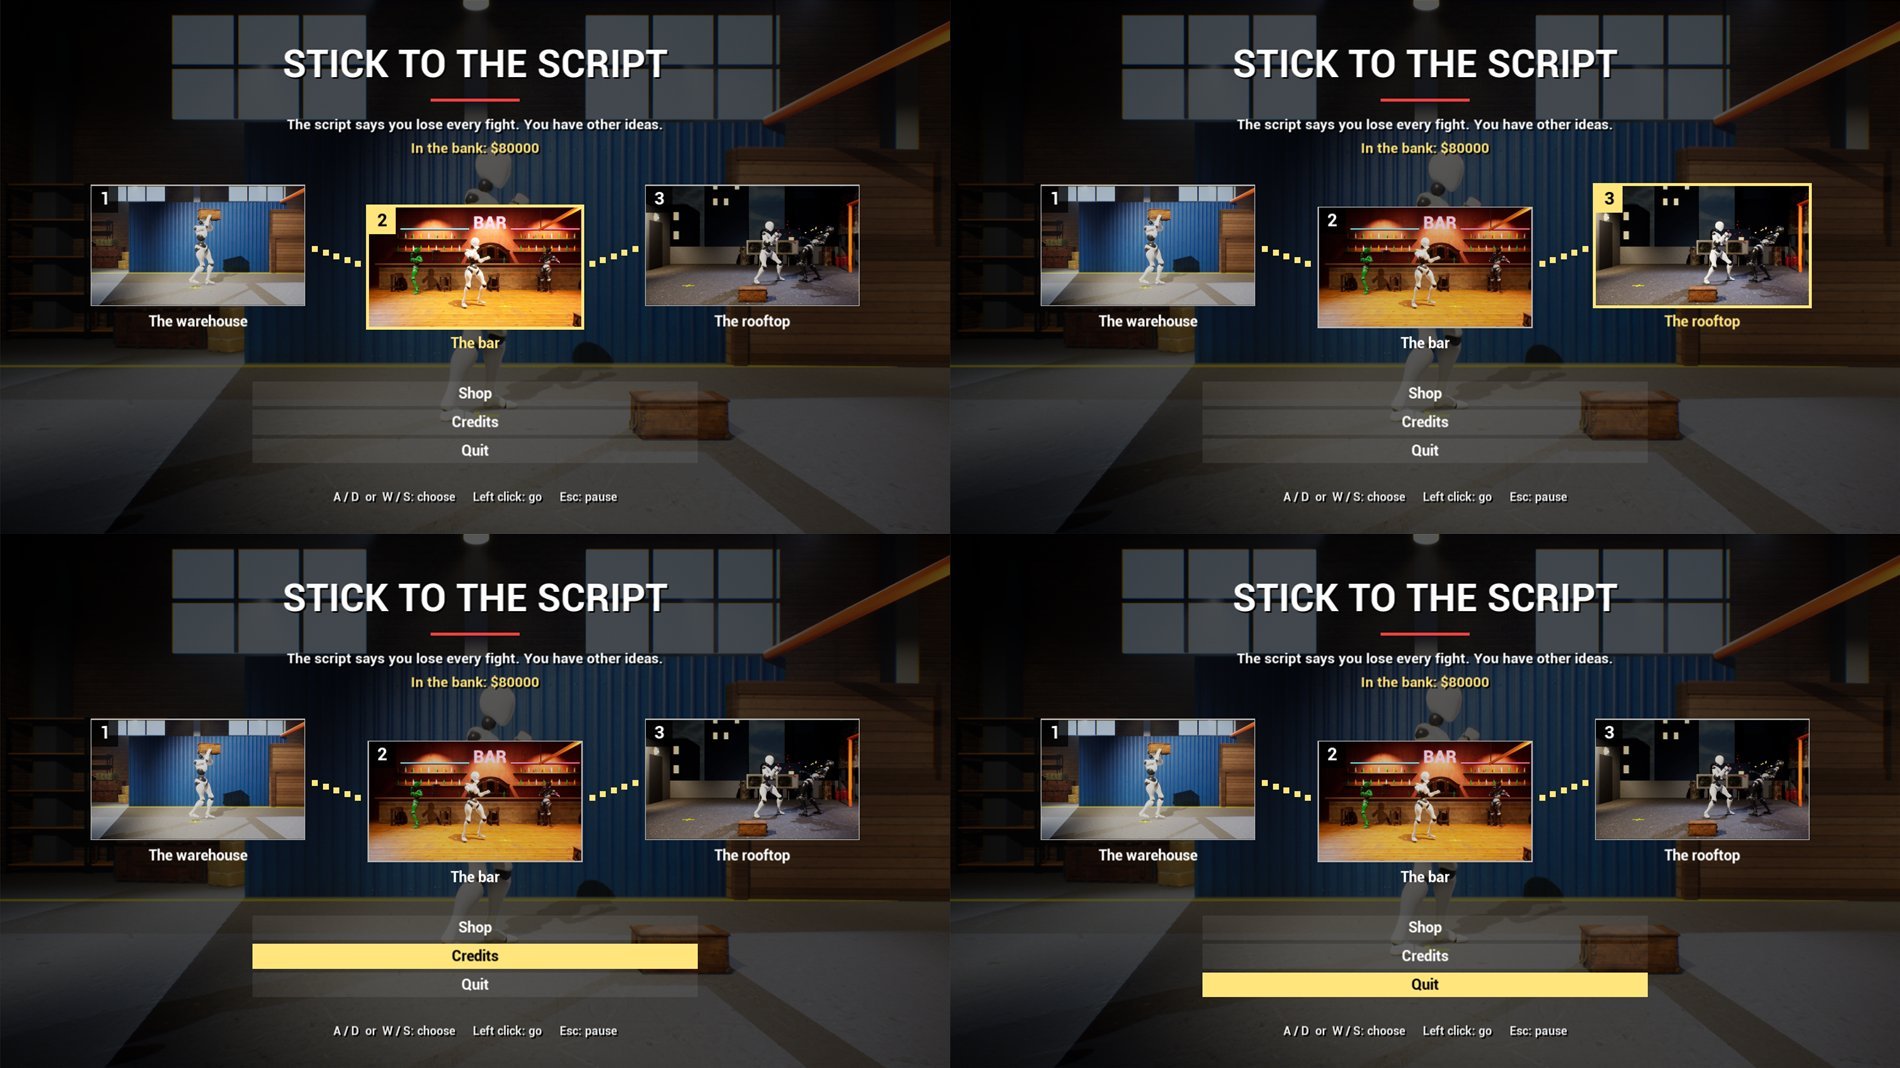 STICK TO THE SCRIPT
The script says you lose every fight. You have other ideas.
In the bank: $80000
1
2
3
BAR
The warehouse
The bar
The rooftop
Shop
Credits
Quit
A / D or W / S: choose Left click: go Esc: pause
STICK TO THE SCRIPT
The script says you lose every fight. You have other ideas.
In the bank: $80000
1
2
3
BAR
The warehouse
The bar
The rooftop
Shop
Credits
Quit
A / D or W / S: choose Left click: go Esc: pause
STICK TO THE SCRIPT
The script says you lose every fight. You have other ideas.
In the bank: $80000
1
2
3
BAR
The warehouse
The bar
The rooftop
Shop
Credits
Quit
A / D or W / S: choose Left click: go Esc: pause
STICK TO THE SCRIPT
The script says you lose every fight. You have other ideas.
In the bank: $80000
1
2
3
BAR
The warehouse
The bar
The rooftop
Shop
Credits
Quit
A / D or W / S: choose Left click: go Esc: pause